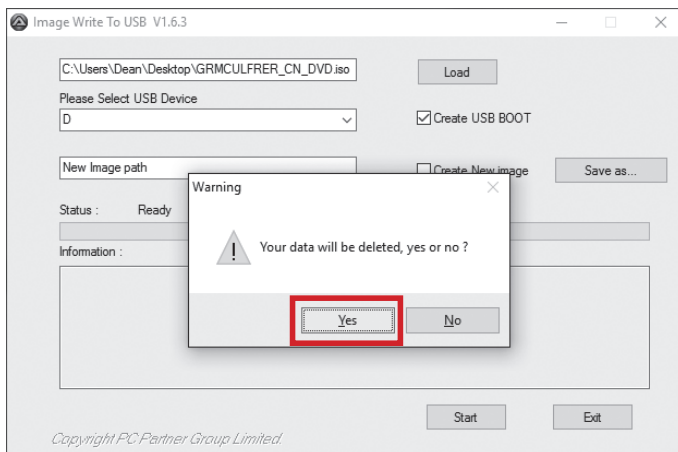 Image Write To USB V1.6.3
C:\Users\Dean\Desktop\GRMCULFRER_CN_DVD.iso
Load
Please Select USB Device
D
Create USB BOOT
New Image path
Create New image
Save as...
Warning
Status : Ready
Your data will be deleted, yes or no ?
Information :
Yes
No
Start
Exit
Copyright PC Partner Group Limited.